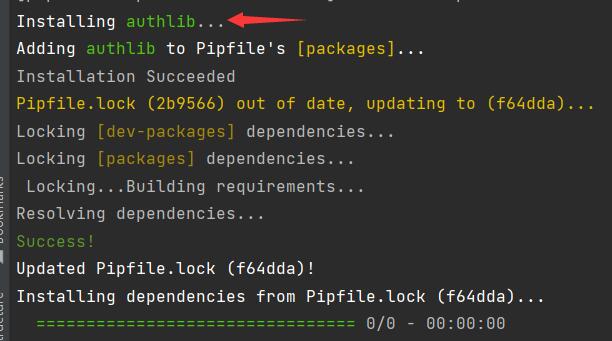 Installing authlib...
Adding authlib to Pipfile's [packages]...
Installation Succeeded
Pipfile.lock (2b9566) out of date, updating to (f64dda)...
Locking [dev-packages] dependencies...
Locking [packages] dependencies...
Locking...Building requirements...
Resolving dependencies...
Success!
Updated Pipfile.lock (f64dda)!
Installing dependencies from Pipfile.lock (f64dda)...
================================ 0/0 - 00:00:00